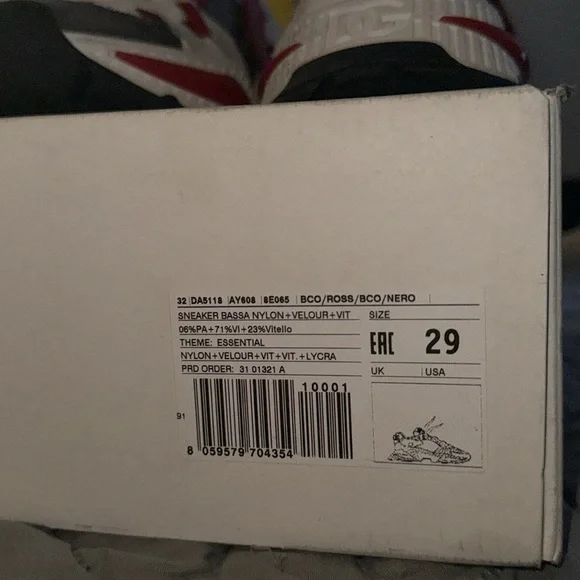 DG
32 |DA5118 |AY608 |8E065 | BCO/ROSS/BCO/NERO |
SNEAKER BASSA NYLON+VELOUR+VIT
06%PA+71%VI+23%Vitello
THEME: ESSENTIAL
NYLON+VELOUR+VIT+VIT.+LYCRA
PRD ORDER: 31 01321 A
SIZE
EAC 29
UK | USA
10001
91
8 059579 704354